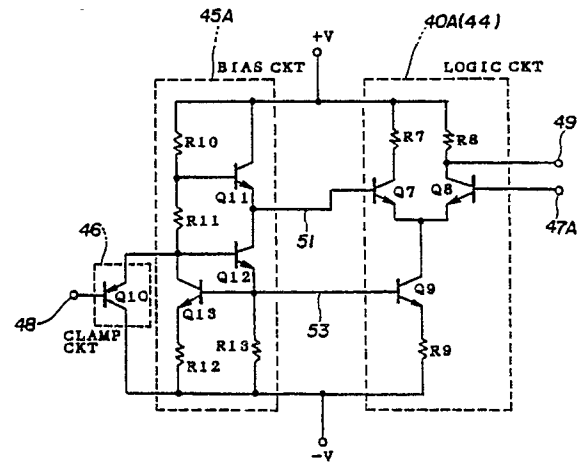 45A
40A(44)
+V
BIAS CKT
LOGIC CKT
49
R10
R7
R8
Q11
Q7
Q8
47A
46
R11
51
Q12
Q10
Q13
Q9
48
CLAMP
CKT
R13
53
R12
R9
-V